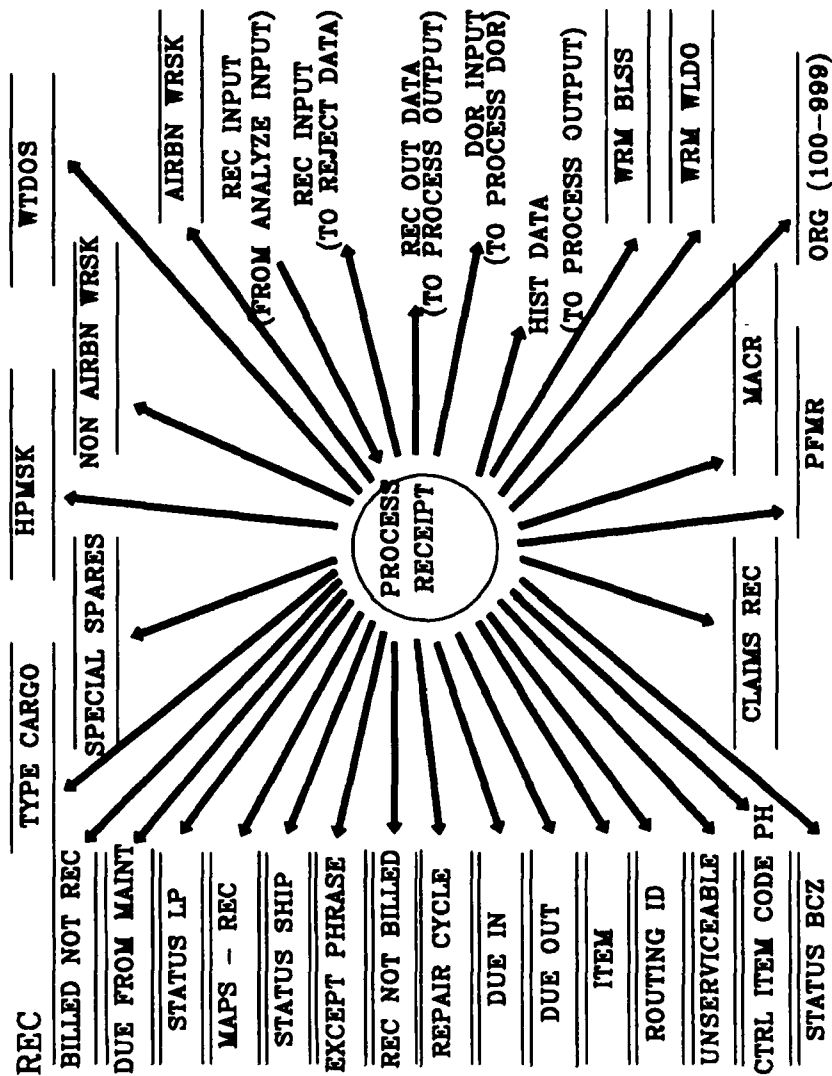 REC
TYPE CARGO
HPMSK
WTDOS
SPECIAL SPARES
NON AIRBN WRSK
AIRBN WRSK
BILLED NOT REC
DUE FROM MAINT
STATUS LP
MAPS - REC
STATUS SHIP
EXCEPT PHRASE
REC NOT BILLED
REPAIR CYCLE
DUE IN
DUE OUT
ITEM
ROUTING ID
UNSERVICEABLE
CTRL ITEM CODE PH
STATUS BCZ
PROCESS
RECEIPT
REC INPUT
(FROM ANALYZE INPUT)
REC INPUT
(TO REJECT DATA)
REC OUT DATA
(TO PROCESS OUTPUT)
DOR INPUT
(TO PROCESS DOR)
HIST DATA
(TO PROCESS OUTPUT)
WRM BLSS
WRM WLDO
CLAIMS REC
MACR
PFMR
ORG (100-999)